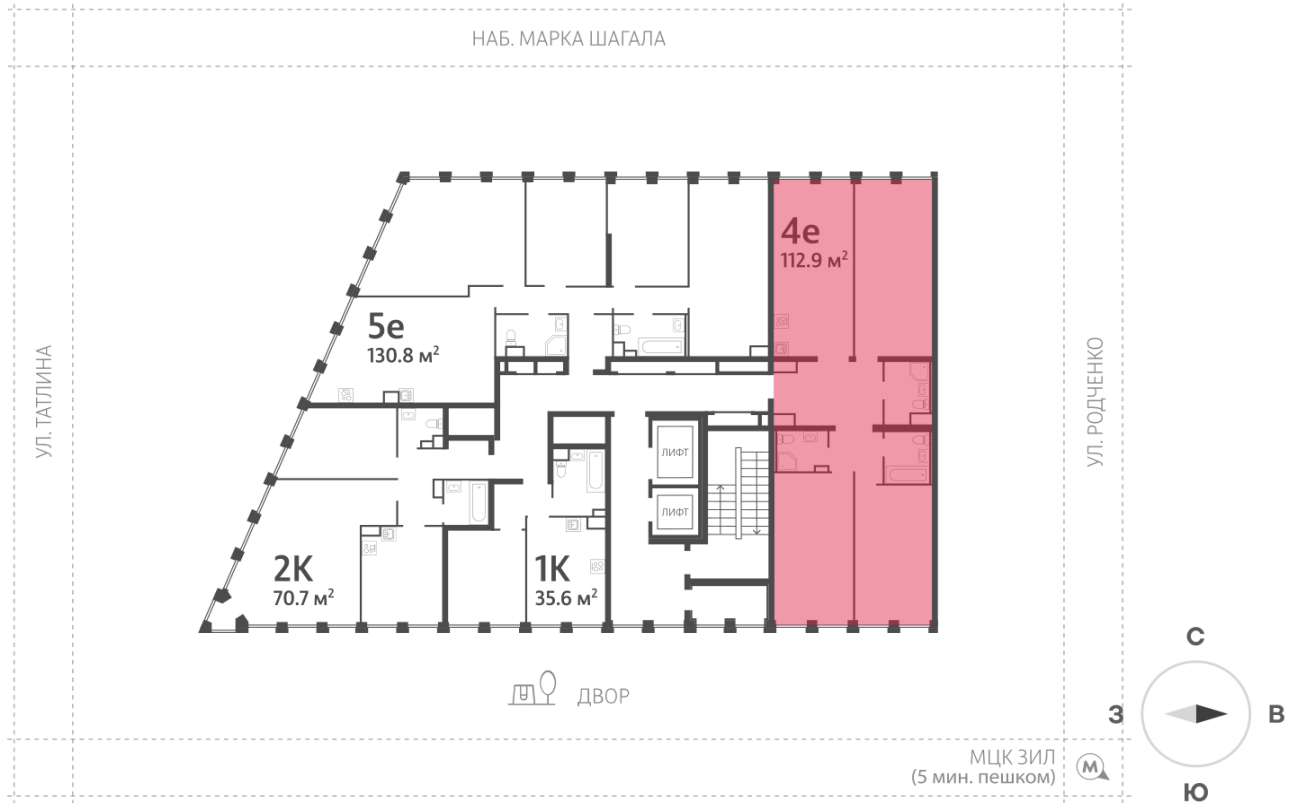 НАБ. МАРКА ШАГАЛА
4е
112.9 м²
5е
130.8 м²
УЛ. ТАТЛИНА
УЛ. РОДЧЕНКО
ЛИФТ
ЛИФТ
2К
70.7 м²
1К
35.6 м²
ДВОР
С
З
В
Ю
МЦК ЗИЛ
(5 мин. пешком)
М